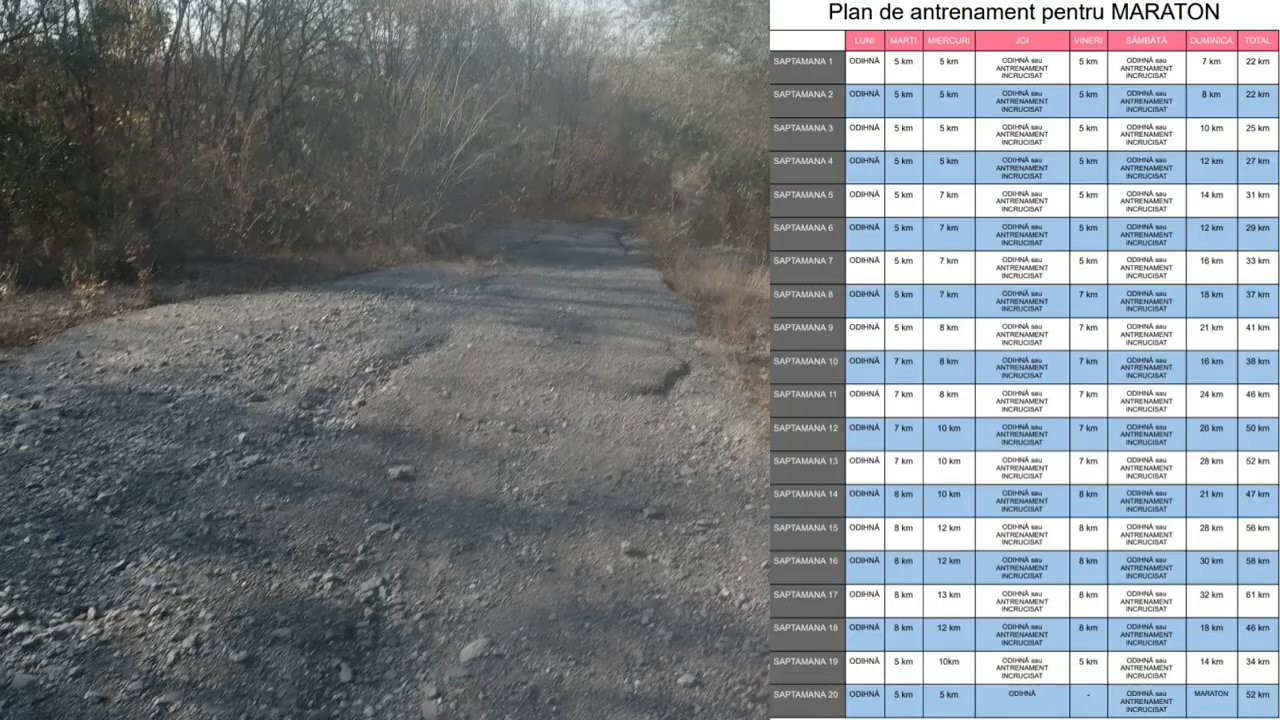 Plan de antrenament pentru MARATON
LUNI MARȚI MIERCURI JOI VINERI SÂMBĂTĂ DUMINICA TOTAL
SAPTAMANA 1 ODIHNĂ 5 km 5 km ODIHNĂ sau ANTRENAMENT INCRUCISAT 5 km ODIHNĂ sau ANTRENAMENT INCRUCISAT 7 km 22 km
SAPTAMANA 2 ODIHNĂ 5 km 5 km ODIHNĂ sau ANTRENAMENT INCRUCISAT 5 km ODIHNĂ sau ANTRENAMENT INCRUCISAT 8 km 22 km
SAPTAMANA 3 ODIHNĂ 5 km 5 km ODIHNĂ sau ANTRENAMENT INCRUCISAT 5 km ODIHNĂ sau ANTRENAMENT INCRUCISAT 10 km 25 km
SAPTAMANA 4 ODIHNĂ 5 km 5 km ODIHNĂ sau ANTRENAMENT INCRUCISAT 5 km ODIHNĂ sau ANTRENAMENT INCRUCISAT 12 km 27 km
SAPTAMANA 5 ODIHNĂ 5 km 7 km ODIHNĂ sau ANTRENAMENT INCRUCISAT 5 km ODIHNĂ sau ANTRENAMENT INCRUCISAT 14 km 31 km
SAPTAMANA 6 ODIHNĂ 5 km 7 km ODIHNĂ sau ANTRENAMENT INCRUCISAT 5 km ODIHNĂ sau ANTRENAMENT INCRUCISAT 12 km 29 km
SAPTAMANA 7 ODIHNĂ 5 km 7 km ODIHNĂ sau ANTRENAMENT INCRUCISAT 5 km ODIHNĂ sau ANTRENAMENT INCRUCISAT 16 km 33 km
SAPTAMANA 8 ODIHNĂ 5 km 7 km ODIHNĂ sau ANTRENAMENT INCRUCISAT 7 km ODIHNĂ sau ANTRENAMENT INCRUCISAT 18 km 37 km
SAPTAMANA 9 ODIHNĂ 5 km 8 km ODIHNĂ sau ANTRENAMENT INCRUCISAT 7 km ODIHNĂ sau ANTRENAMENT INCRUCISAT 21 km 41 km
SAPTAMANA 10 ODIHNĂ 7 km 8 km ODIHNĂ sau ANTRENAMENT INCRUCISAT 7 km ODIHNĂ sau ANTRENAMENT INCRUCISAT 16 km 38 km
SAPTAMANA 11 ODIHNĂ 7 km 8 km ODIHNĂ sau ANTRENAMENT INCRUCISAT 7 km ODIHNĂ sau ANTRENAMENT INCRUCISAT 24 km 46 km
SAPTAMANA 12 ODIHNĂ 7 km 10 km ODIHNĂ sau ANTRENAMENT INCRUCISAT 7 km ODIHNĂ sau ANTRENAMENT INCRUCISAT 26 km 50 km
SAPTAMANA 13 ODIHNĂ 7 km 10 km ODIHNĂ sau ANTRENAMENT INCRUCISAT 7 km ODIHNĂ sau ANTRENAMENT INCRUCISAT 28 km 52 km
SAPTAMANA 14 ODIHNĂ 8 km 10 km ODIHNĂ sau ANTRENAMENT INCRUCISAT 8 km ODIHNĂ sau ANTRENAMENT INCRUCISAT 21 km 47 km
SAPTAMANA 15 ODIHNĂ 8 km 12 km ODIHNĂ sau ANTRENAMENT INCRUCISAT 8 km ODIHNĂ sau ANTRENAMENT INCRUCISAT 28 km 56 km
SAPTAMANA 16 ODIHNĂ 8 km 12 km ODIHNĂ sau ANTRENAMENT INCRUCISAT 8 km ODIHNĂ sau ANTRENAMENT INCRUCISAT 30 km 58 km
SAPTAMANA 17 ODIHNĂ 8 km 13 km ODIHNĂ sau ANTRENAMENT INCRUCISAT 8 km ODIHNĂ sau ANTRENAMENT INCRUCISAT 32 km 61 km
SAPTAMANA 18 ODIHNĂ 8 km 12 km ODIHNĂ sau ANTRENAMENT INCRUCISAT 8 km ODIHNĂ sau ANTRENAMENT INCRUCISAT 18 km 46 km
SAPTAMANA 19 ODIHNĂ 5 km 10km ODIHNĂ sau ANTRENAMENT INCRUCISAT 5 km ODIHNĂ sau ANTRENAMENT INCRUCISAT 14 km 34 km
SAPTAMANA 20 ODIHNĂ 5 km 5 km ODIHNĂ - ODIHNĂ sau ANTRENAMENT INCRUCISAT MARATON 52 km